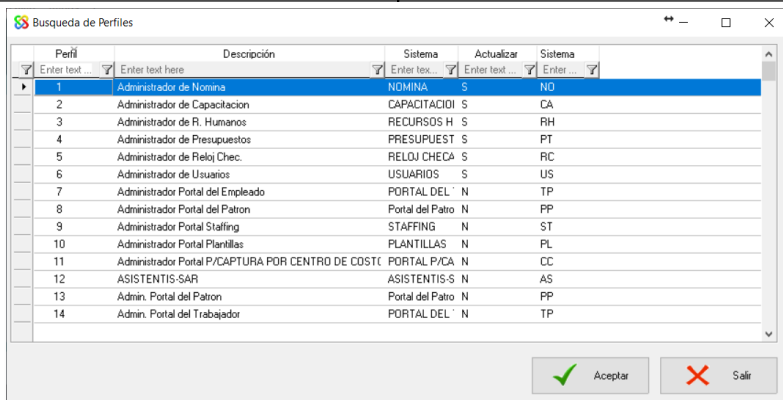 Busqueda de Perfiles
Perfil Descripción Sistema Actualizar Sistema
Enter text ... Enter text here Enter tex... Enter text ... Enter ...
1 Administrador de Nomina NOMINA S NO
2 Administrador de Capacitacion CAPACITACIOI S CA
3 Administrador de R. Humanos RECURSOS H S RH
4 Administrador de Presupuestos PRESUPUEST S PT
5 Administrador de Reloj Chec. RELOJ CHECA S RC
6 Administrador de Usuarios USUARIOS S US
7 Administrador Portal del Empleado PORTAL DEL N TP
8 Administrador Portal del Patron Portal del Patro N PP
9 Administrador Portal Staffing STAFFING N ST
10 Administrador Portal Plantillas PLANTILLAS N PL
11 Administrador Portal P/CAPTURA POR CENTRO DE COSTO PORTAL P/CA N CC
12 ASISTENTIS-SAR ASISTENTIS-S N AS
13 Admin. Portal del Patron Portal del Patro N PP
14 Admin. Portal del Trabajador PORTAL DEL N TP
Aceptar Salir